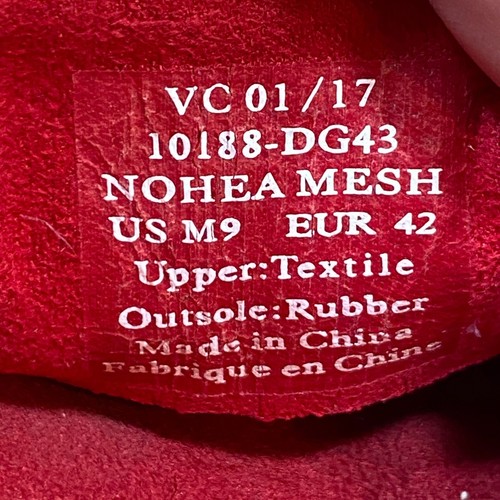 VC 01/17
10188-DG43
NOHEA MESH
US M9 EUR 42
Upper:Textile
Outsole:Rubber
Made in China
Fabrique en Chine